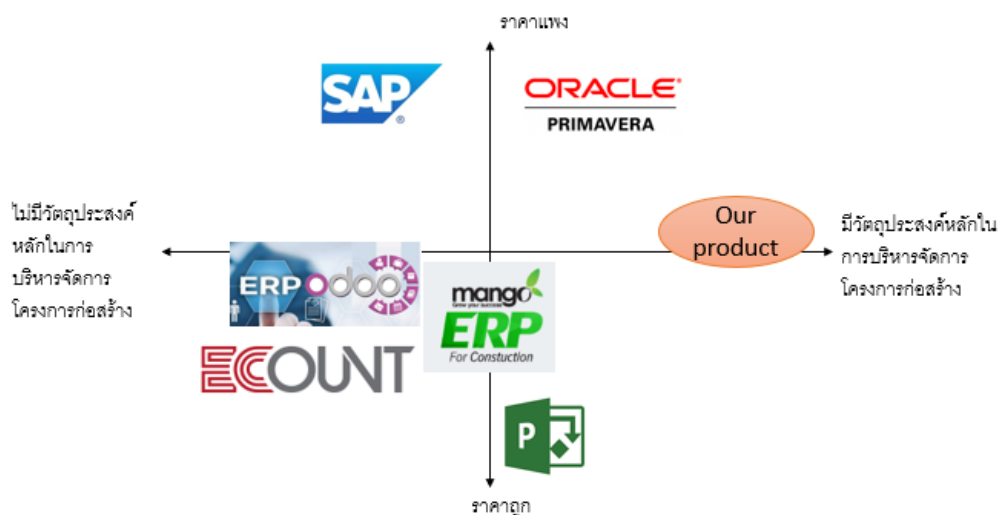 ราคาแพง
SAP
®
ORACLE®
PRIMAVERA
ไม่มีวัตถุประสงค์
หลักในการ
บริหารจัดการ
โครงการก่อสร้าง
Our
product
มีวัตถุประสงค์หลักใน
การบริหารจัดการ
โครงการก่อสร้าง
ERP odoo
mango
ERP
For Constuction
ECOUNT
P
ราคาถูก